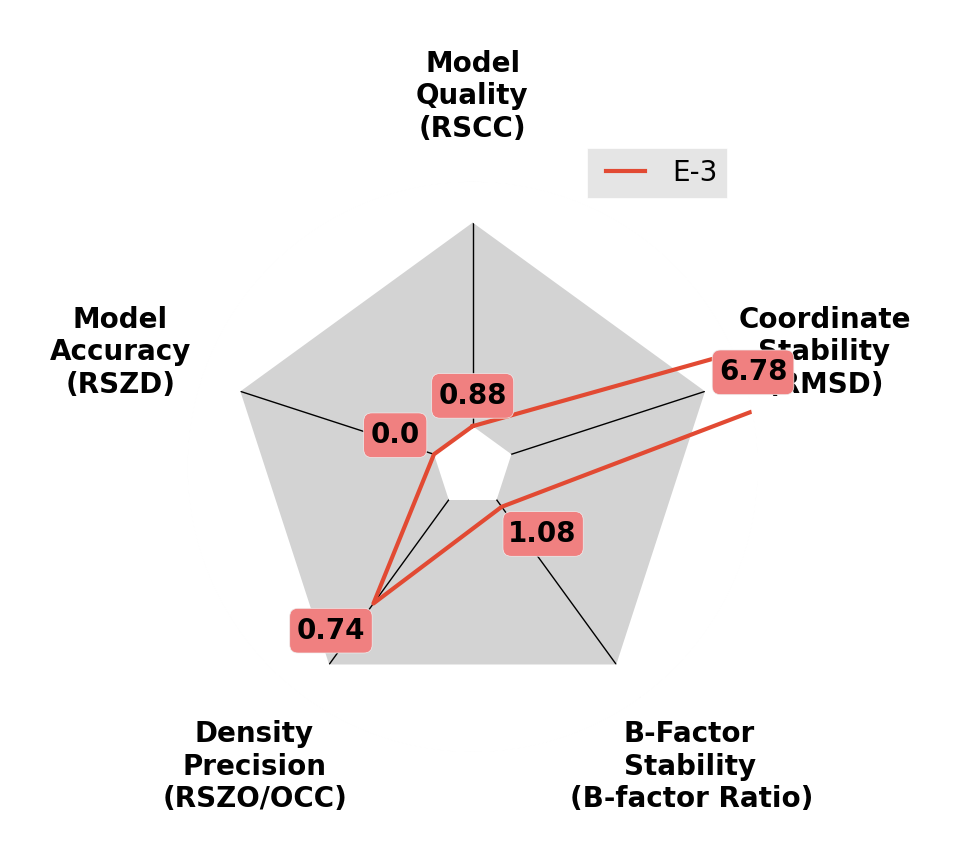 Model
Quality
(RSCC)
E-3
Model
Accuracy
(RSZD)
Coordinate
Stability
(RMSD)
6.78
0.88
0.0
1.08
0.74
Density
Precision
(RSZO/OCC)
B-Factor
Stability
(B-factor Ratio)